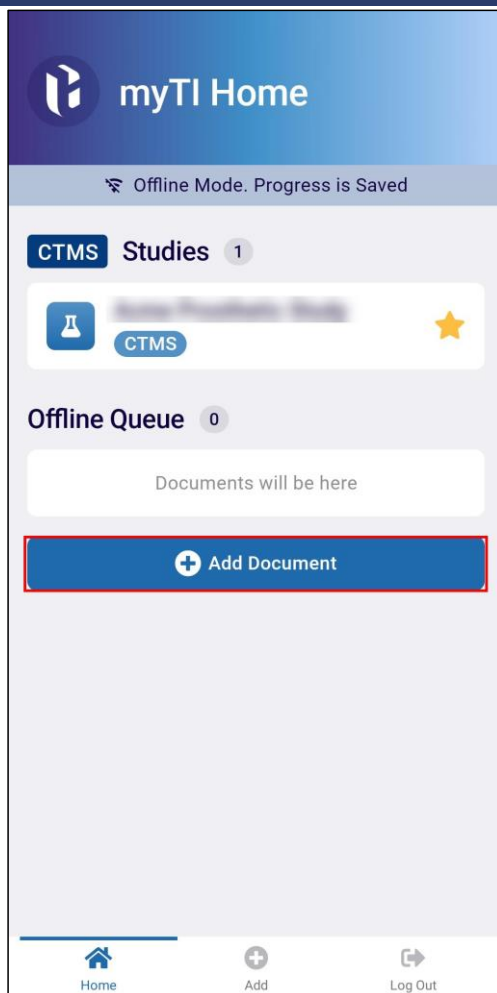 myTI Home
Offline Mode. Progress is Saved
CTMS Studies 1
CTMS
Offline Queue 0
Documents will be here
Add Document
Home Add Log Out